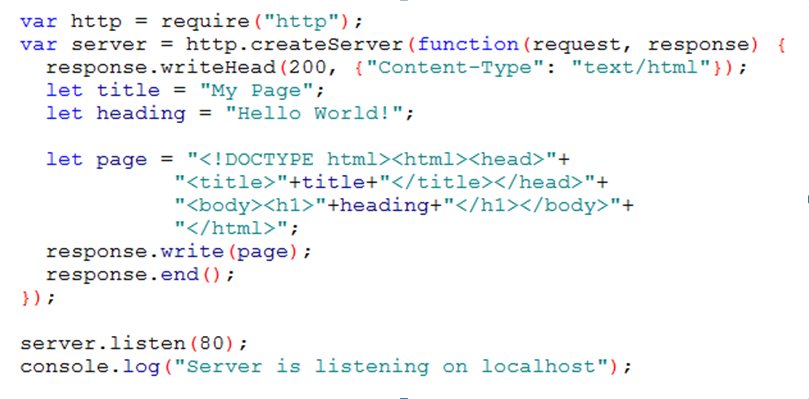 var http = require("http");
var server = http.createServer(function(request, response) {
  response.writeHead(200, {"Content-Type": "text/html"});
  let title = "My Page";
  let heading = "Hello World!";

  let page = "<!DOCTYPE html><html><head>"+
            "<title>"+title+"</title></head>"+
            "<body><h1>"+heading+"</h1></body>"+
            "</html>";
  response.write(page);
  response.end();
});

server.listen(80);
console.log("Server is listening on localhost");